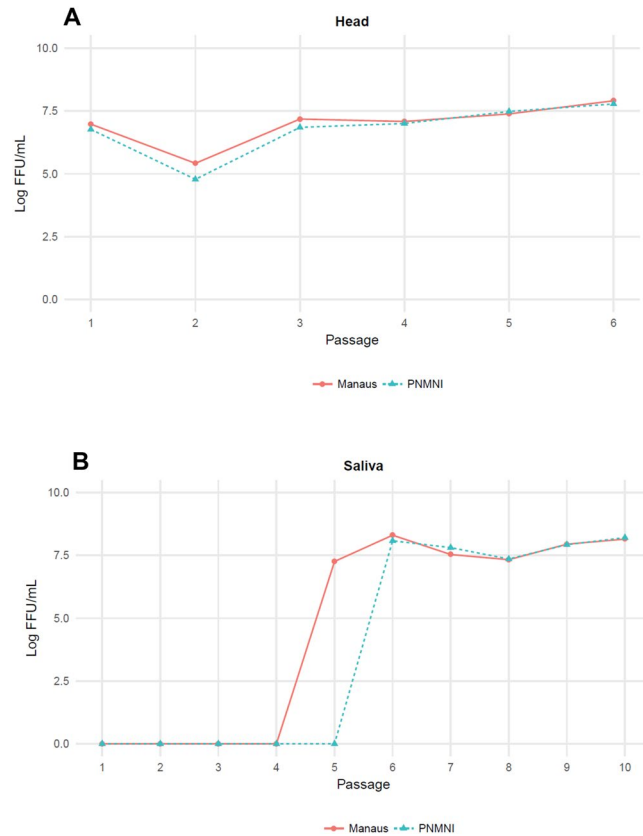 A
Head
10.0
7.5
5.0
2.5
0.0
Log FFU/mL
1 2 3 4 5 6
Passage
Manaus PNMNI
B
Saliva
10.0
7.5
5.0
2.5
0.0
Log FFU/mL
1 2 3 4 5 6 7 8 9 10
Passage
Manaus PNMNI